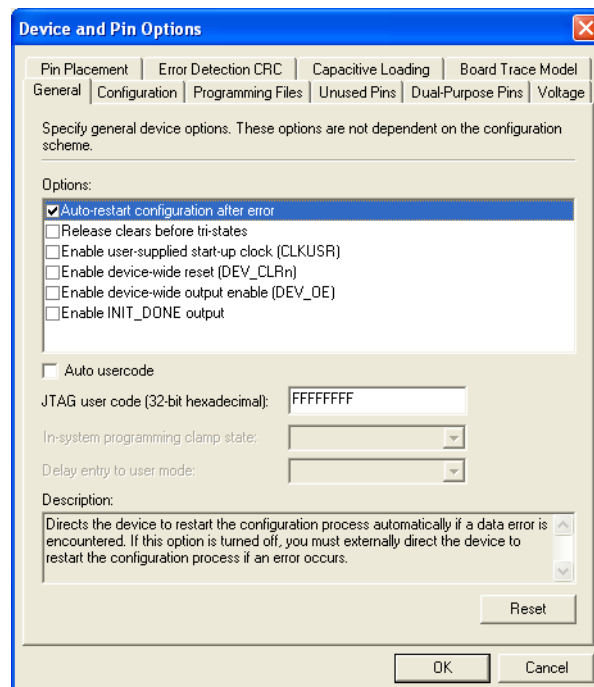 Device and Pin Options
Pin Placement Error Detection CRC Capacitive Loading Board Trace Model
General Configuration Programming Files Unused Pins Dual-Purpose Pins Voltage
Specify general device options. These options are not dependent on the configuration
scheme.
Options:
Auto-restart configuration after error
Release clears before tri-states
Enable user-supplied start-up clock (CLKUSR)
Enable device-wide reset (DEV_CLRn)
Enable device-wide output enable (DEV_OE)
Enable INIT_DONE output
Auto usercode
JTAG user code (32-bit hexadecimal): FFFFFFFF
In-system programming clamp state:
Delay entry to user mode:
Description:
Directs the device to restart the configuration process automatically if a data error is
encountered. If this option is turned off, you must externally direct the device to
restart the configuration process if an error occurs.
Reset
OK Cancel